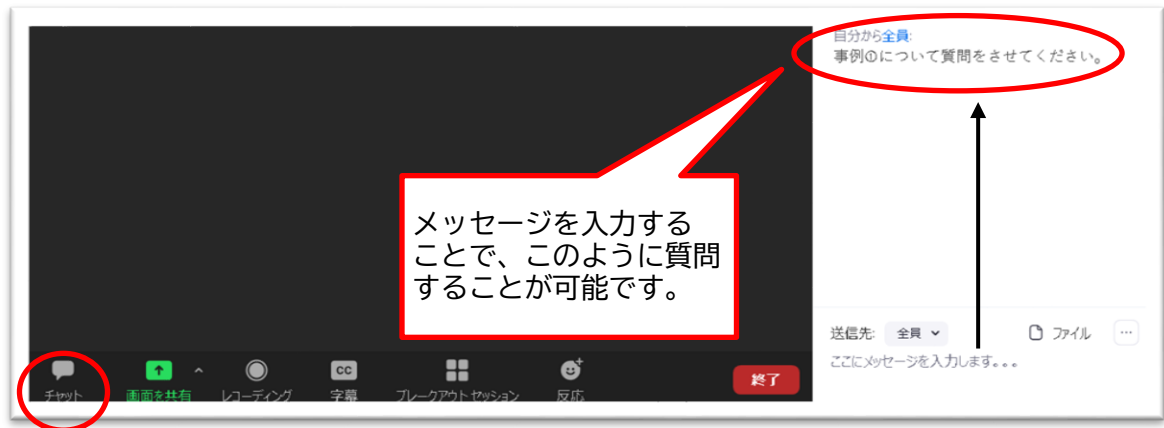 自分から全員:
事例①について質問をさせてください。
メッセージを入力する
ことで、このように質問
することが可能です。
送信先: 全員 ファイル ...
ここにメッセージを入力します。。。
チャット 画面を共有 レコーディング CC 字幕 ブレークアウト セッション 反応 終了